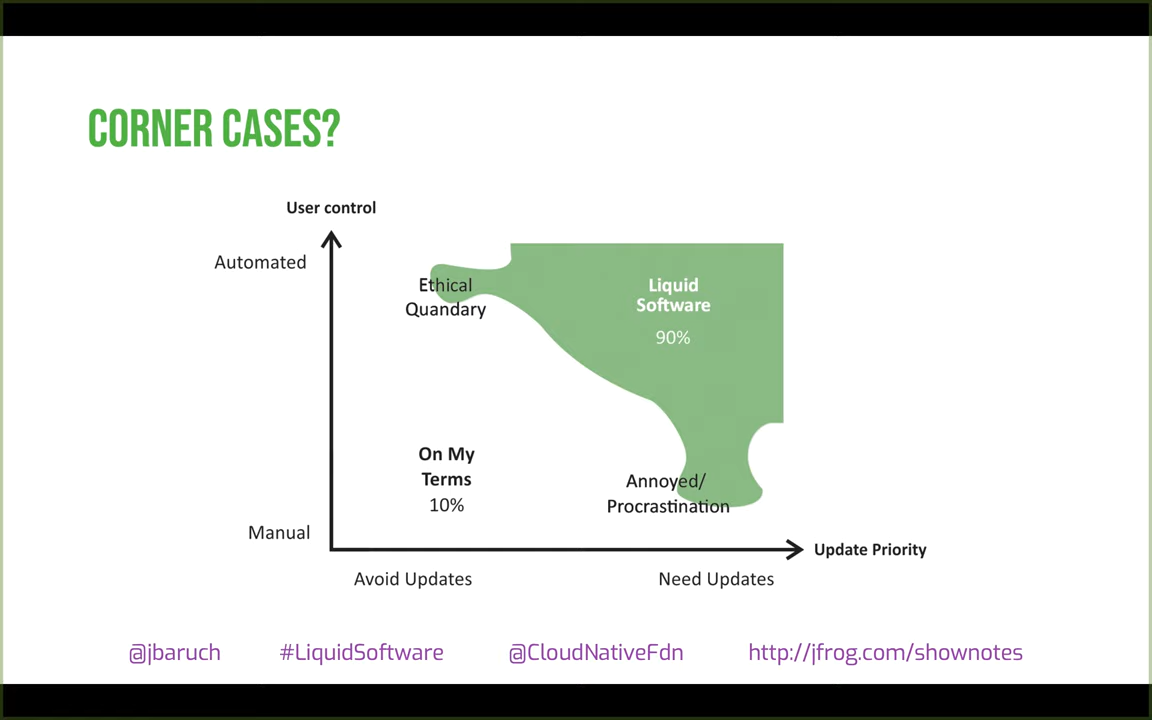 CORNER CASES?
User control
Automated
Ethical
Quandary
Liquid
Software
90%
On My
Terms
10%
Annoyed/
Procrastination
Manual
Update Priority
Avoid Updates
Need Updates
@jbaruch
#LiquidSoftware
@CloudNativeFdn
http://jfrog.com/shownotes